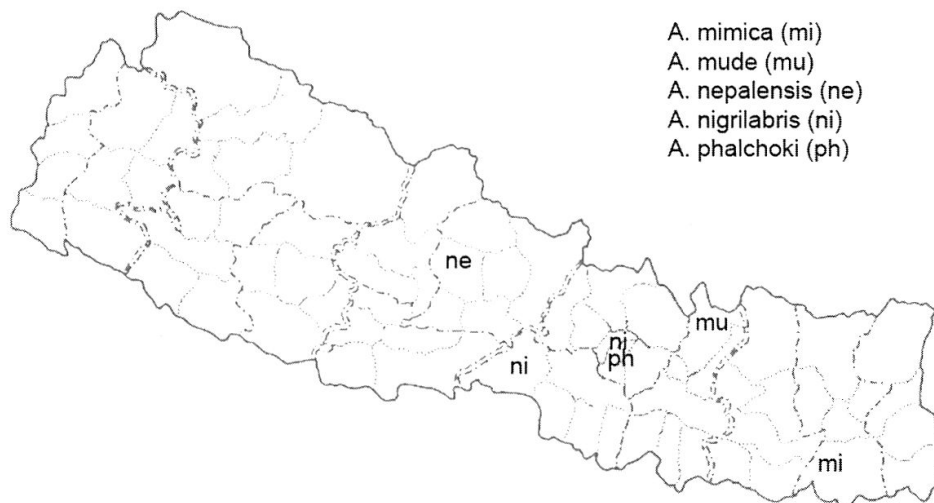 A. mimica (mi)
A. mude (mu)
A. nepalensis (ne)
A. nigrilabris (ni)
A. phalchoki (ph)
ne
mu
ni
ph
ni
mi